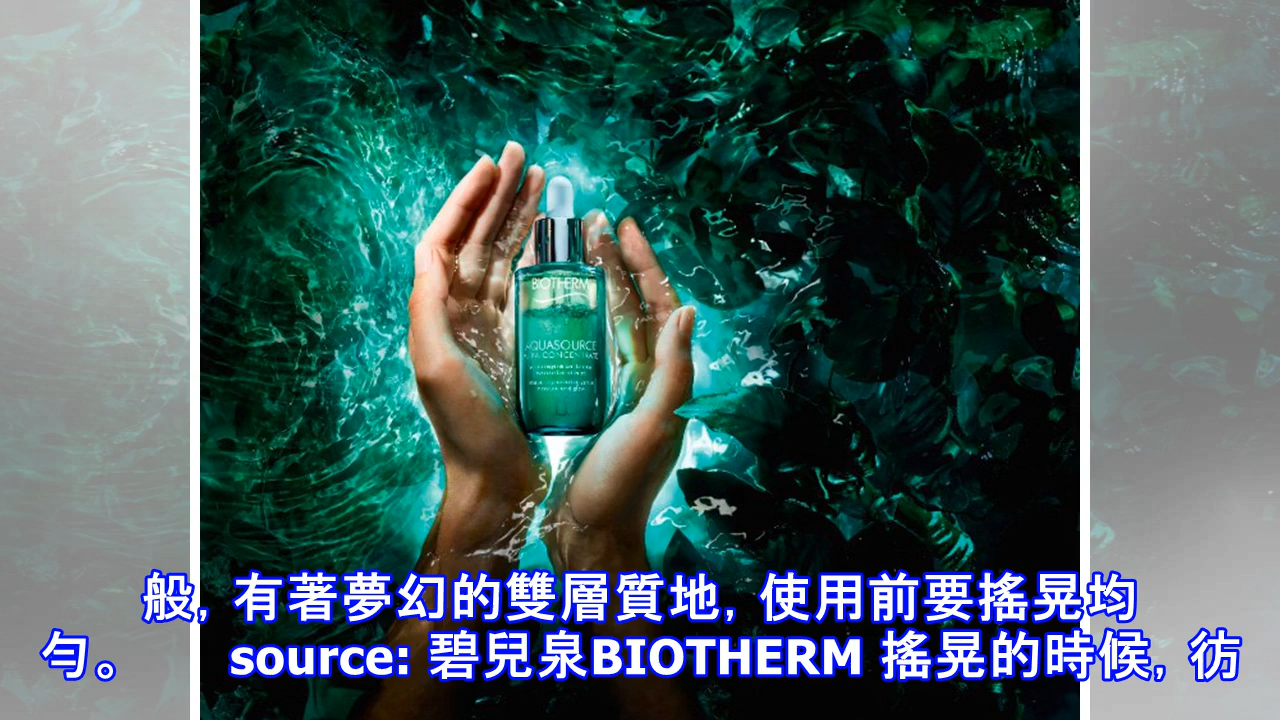 BIOTHERM
AQUASOURCE
AURA CONCENTRATE
般, 有著夢幻的雙層質地, 使用前要搖晃均
勻。 source: 碧兒泉BIOTHERM 搖晃的時候, 彷